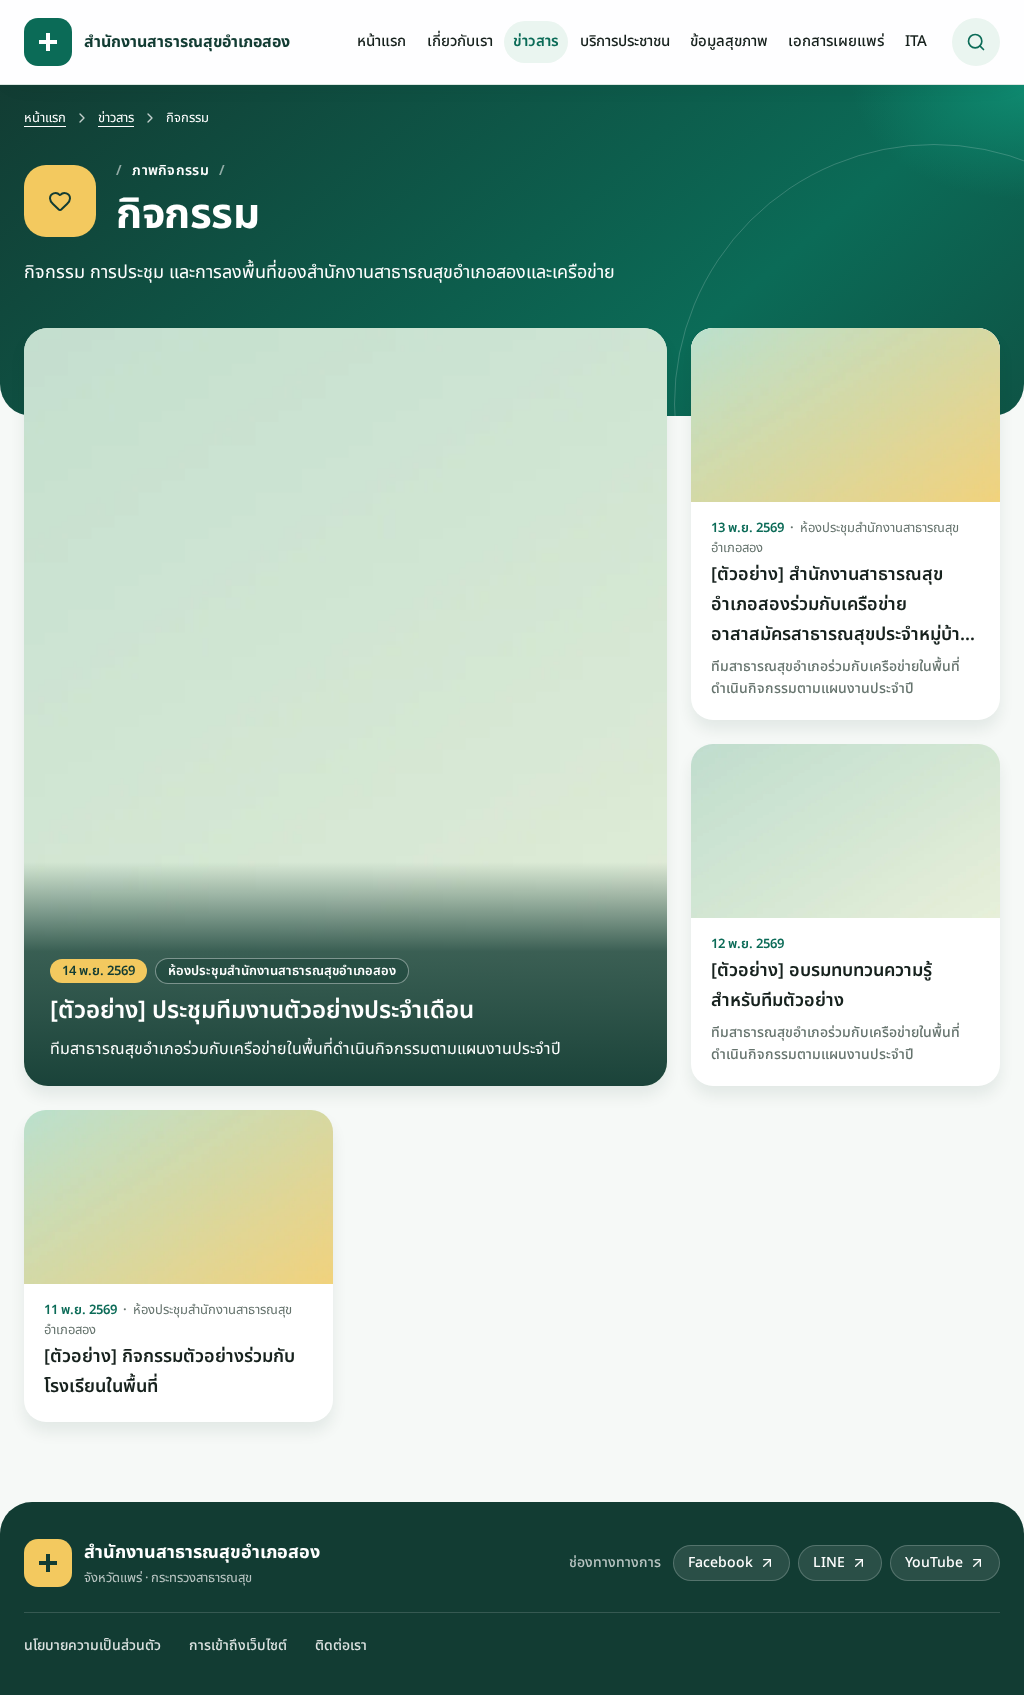 สำนักงานสาธารณสุขอำเภอสอง
หน้าแรก เกี่ยวกับเรา ข่าวสาร บริการประชาชน ข้อมูลสุขภาพ เอกสารเผยแพร่ ITA
หน้าแรก > ข่าวสาร > กิจกรรม
/ ภาพกิจกรรม /
กิจกรรม
กิจกรรม การประชุม และการลงพื้นที่ของสำนักงานสาธารณสุขอำเภอสองและเครือข่าย
14 พ.ย. 2569 ห้องประชุมสำนักงานสาธารณสุขอำเภอสอง
[ตัวอย่าง] ประชุมทีมงานตัวอย่างประจำเดือน
ทีมสาธารณสุขอำเภอร่วมกับเครือข่ายในพื้นที่ดำเนินกิจกรรมตามแผนงานประจำปี
13 พ.ย. 2569 · ห้องประชุมสำนักงานสาธารณสุข
อำเภอสอง
[ตัวอย่าง] สำนักงานสาธารณสุข
อำเภอสองร่วมกับเครือข่าย
อาสาสมัครสาธารณสุขประจำหมู่บ้า...
ทีมสาธารณสุขอำเภอร่วมกับเครือข่ายในพื้นที่
ดำเนินกิจกรรมตามแผนงานประจำปี
12 พ.ย. 2569
[ตัวอย่าง] อบรมทบทวนความรู้
สำหรับทีมตัวอย่าง
ทีมสาธารณสุขอำเภอร่วมกับเครือข่ายในพื้นที่
ดำเนินกิจกรรมตามแผนงานประจำปี
11 พ.ย. 2569 · ห้องประชุมสำนักงานสาธารณสุข
อำเภอสอง
[ตัวอย่าง] กิจกรรมตัวอย่างร่วมกับ
โรงเรียนในพื้นที่
สำนักงานสาธารณสุขอำเภอสอง
จังหวัดแพร่ · กระทรวงสาธารณสุข
ช่องทางทางการ Facebook LINE YouTube
นโยบายความเป็นส่วนตัว การเข้าถึงเว็บไซต์ ติดต่อเรา